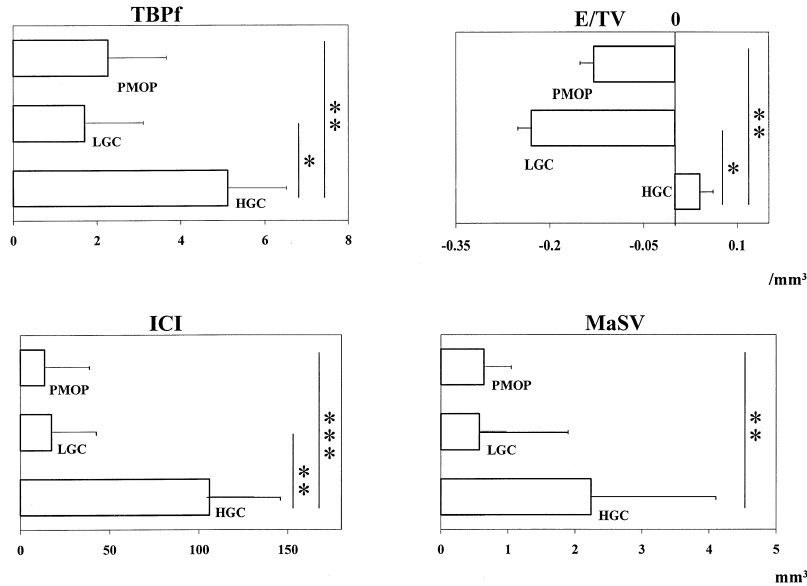 TBPf
PMOP
LGC
HGC
*
**
0 2 4 6 8
E/TV 0
PMOP
LGC
HGC
*
**
-0.35 -0.2 -0.05 0.1
/mm³
ICI
PMOP
LGC
HGC
**
***
0 50 100 150
MaSV
PMOP
LGC
HGC
**
0 1 2 3 4 5
mm³